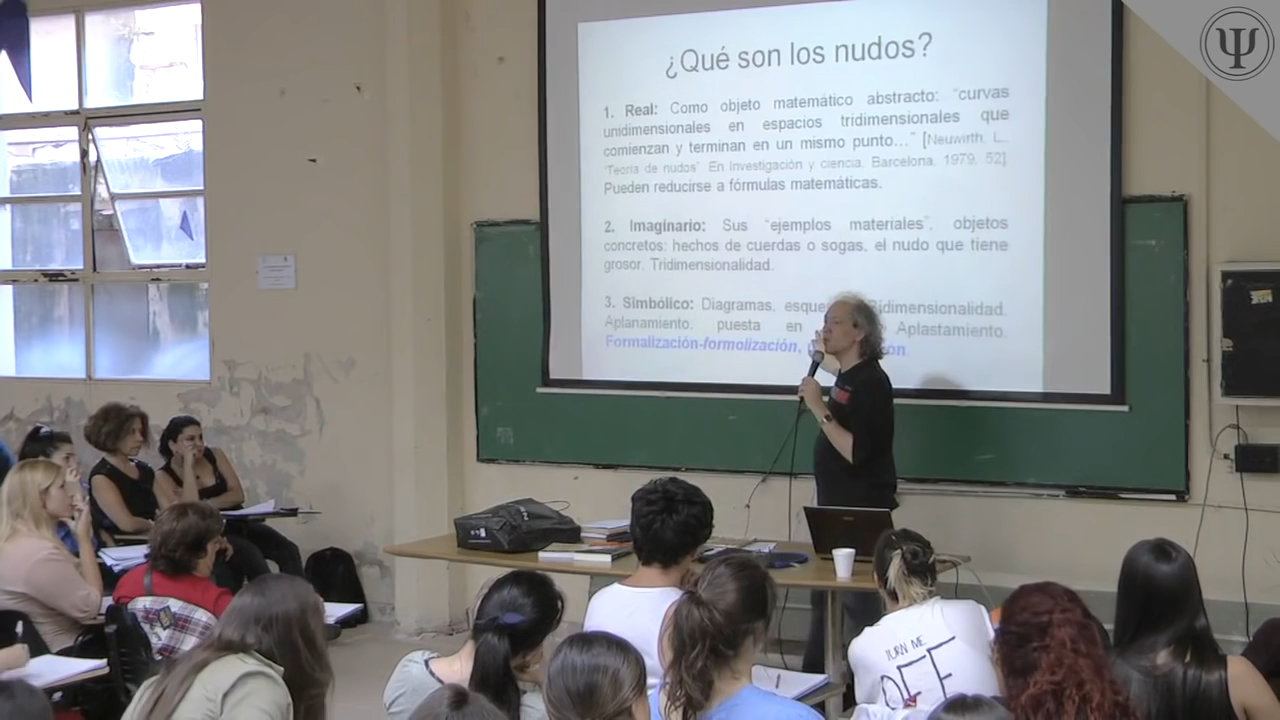 ¿Qué son los nudos?
1. Real: Como objeto matemático abstracto: “curvas
unidimensionales en espacios tridimensionales que
comienzan y terminan en un mismo punto...” [Neuwirth, L.,
“Teoría de nudos”. En Investigación y ciencia, Barcelona, 1979, 52].
Pueden reducirse a fórmulas matemáticas.
2. Imaginario: Sus “ejemplos materiales”, objetos
concretos: hechos de cuerdas o sogas, el nudo que tiene
grosor. Tridimensionalidad.
3. Simbólico: Diagramas, Bidimensionalidad.
Aplanamiento, puesta en Aplastamiento.
Formalización-formolización,
TURN ME
OFF
Ψ